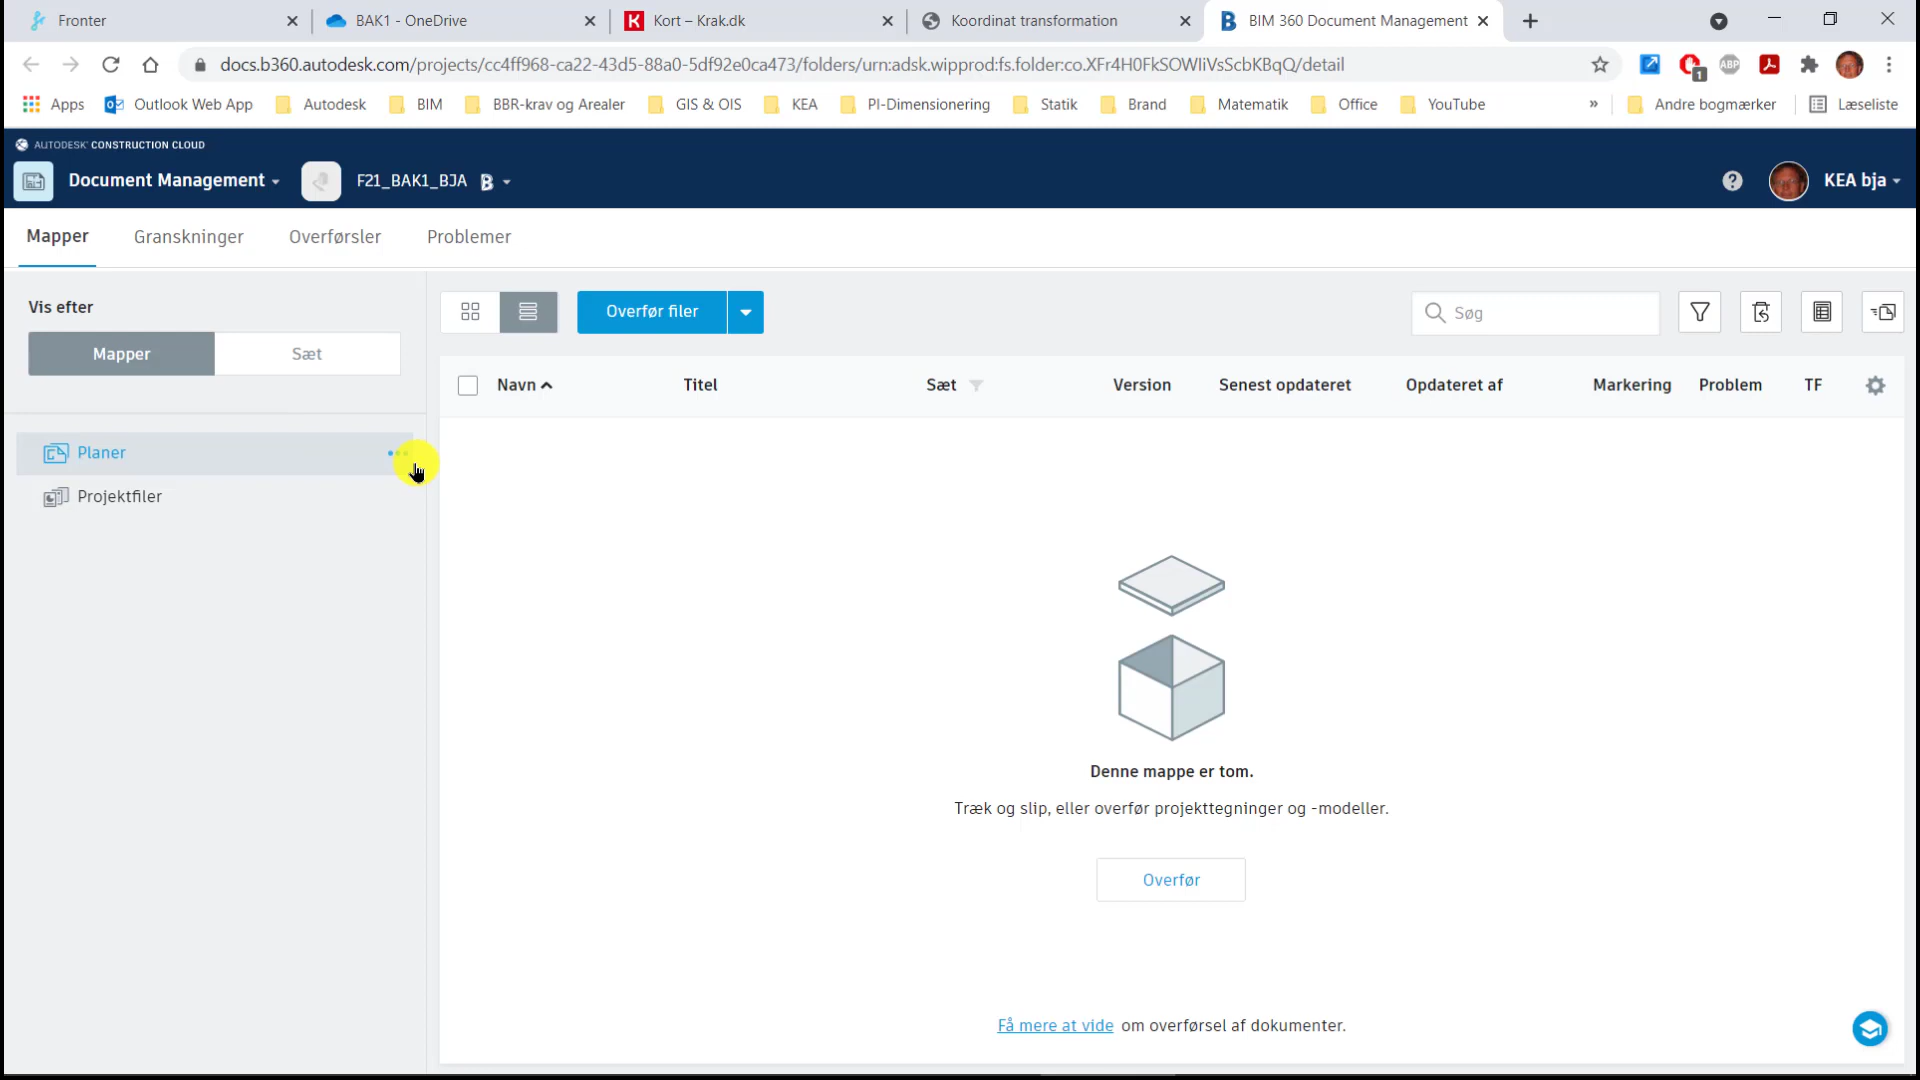 Fronter
BAK1 - OneDrive
Kort – Krak.dk
Koordinat transformation
BIM 360 Document Management
docs.b360.autodesk.com/projects/cc4ff968-ca22-43d5-88a0-5df92e0ca473/folders/urn:adsk.wipprod:fs.folder:co.XFr4H0FkSOWIiVsScbKBqQ/detail
1
ABP
Apps
Outlook Web App
Autodesk
BIM
BBR-krav og Arealer
GIS & OIS
KEA
PI-Dimensionering
Statik
Brand
Matematik
Office
YouTube
»
Andre bogmærker
Læseliste
AUTODESK® CONSTRUCTION CLOUD
Document Management
F21_BAK1_BJA
KEA bja
Mapper
Granskninger
Overførsler
Problemer
Vis efter
Mapper
Sæt
Planer
Projektfiler
Overfør filer
Søg
Navn
Titel
Sæt
Version
Senest opdateret
Opdateret af
Markering
Problem
TF
Denne mappe er tom.
Træk og slip, eller overfør projekttegninger og -modeller.
Overfør
Få mere at vide om overførsel af dokumenter.